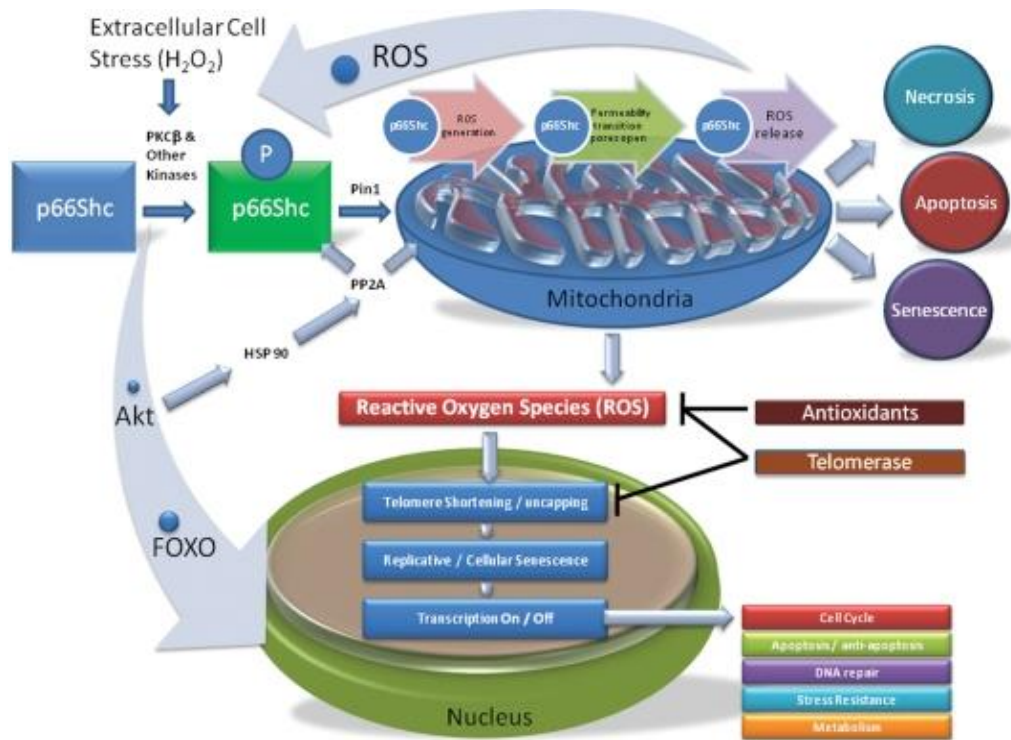 Extracellular Cell
Stress (H₂O₂)
ROS
PKCβ &
Other
Kinases
p66Shc
P
p66Shc
Pin1
p66Shc
ROS
generation
p66Shc
Permeability
transition
pore open
p66Shc
ROS
release
Necrosis
Apoptosis
Senescence
Mitochondria
PP2A
HSP 90
Akt
FOXO
Reactive Oxygen Species (ROS)
Antioxidants
Telomerase
Telomere Shortening / uncapping
Replicative / Cellular Senescence
Transcription On / Off
Cell Cycle
Apoptosis / anti-apoptosis
DNA repair
Stress Resistance
Metabolism
Nucleus